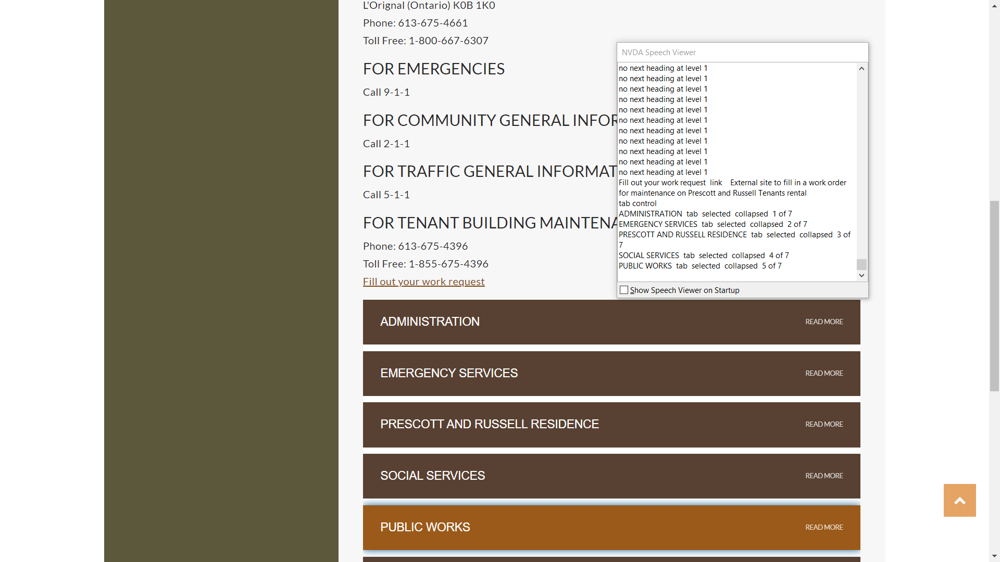 L'Orignal (Ontario) K0B 1K0
Phone: 613-675-4661
Toll Free: 1-800-667-6307
FOR EMERGENCIES
Call 9-1-1
FOR COMMUNITY GENERAL INFOR
Call 2-1-1
FOR TRAFFIC GENERAL INFORMAT
Call 5-1-1
FOR TENANT BUILDING MAINTENA
Phone: 613-675-4396
Toll Free: 1-855-675-4396
Fill out your work request
NVDA Speech Viewer
no next heading at level 1
no next heading at level 1
no next heading at level 1
no next heading at level 1
no next heading at level 1
no next heading at level 1
no next heading at level 1
no next heading at level 1
no next heading at level 1
no next heading at level 1
no next heading at level 1
Fill out your work request link External site to fill in a work order
for maintenance on Prescott and Russell Tenants rental
tab control
ADMINISTRATION tab selected collapsed 1 of 7
EMERGENCY SERVICES tab selected collapsed 2 of 7
PRESCOTT AND RUSSELL RESIDENCE tab selected collapsed 3 of
7
SOCIAL SERVICES tab selected collapsed 4 of 7
PUBLIC WORKS tab selected collapsed 5 of 7
Show Speech Viewer on Startup
ADMINISTRATION READ MORE
EMERGENCY SERVICES READ MORE
PRESCOTT AND RUSSELL RESIDENCE READ MORE
SOCIAL SERVICES READ MORE
PUBLIC WORKS READ MORE